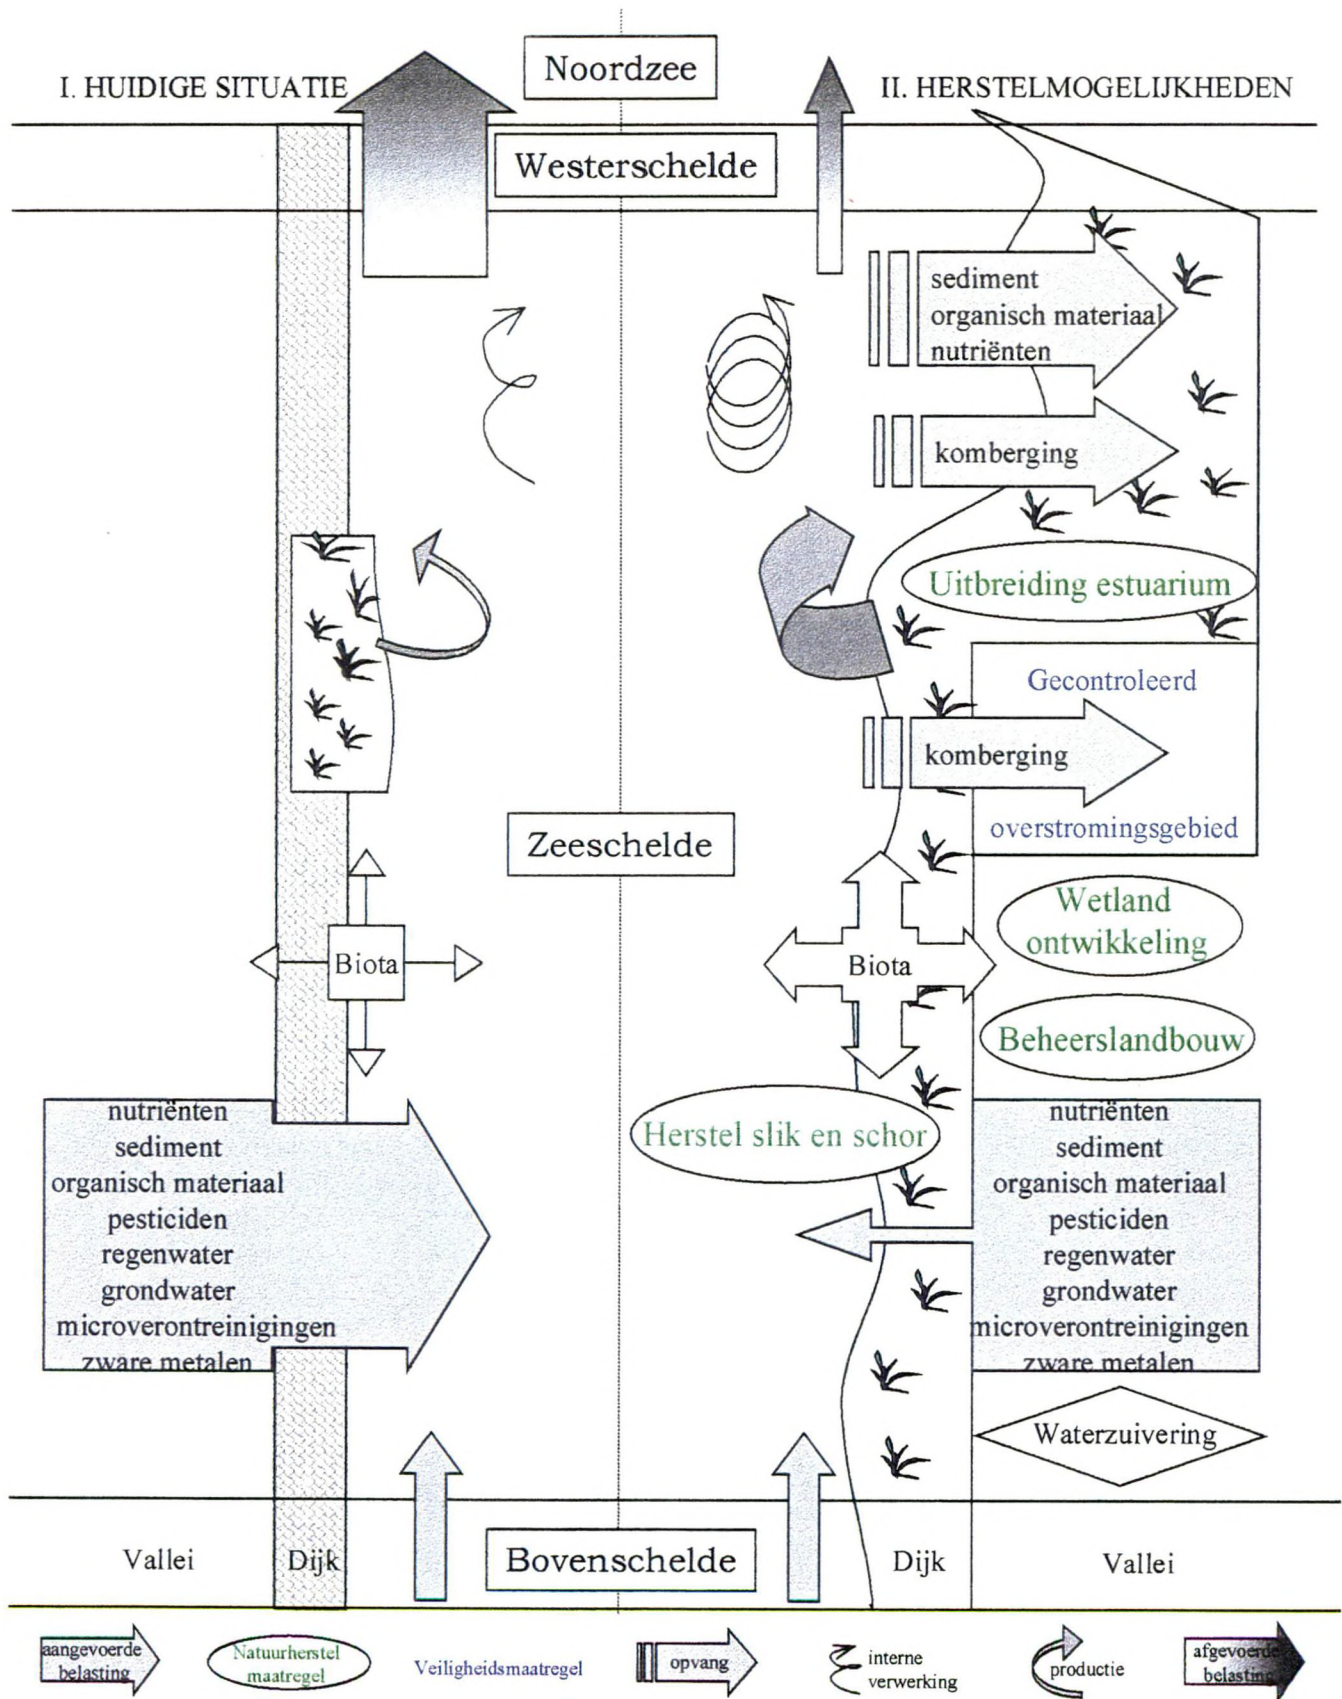 Noordzee
I. HUIDIGE SITUATIE
II. HERSTELMOGELIJKHEDEN
Westerschelde
sediment
organisch materiaal
nutriënten
komberging
Uitbreiding estuarium
Gecontroleerd
komberging
overstromingsgebied
Zeeschelde
Wetland
ontwikkeling
Biota
Biota
Beheerslandbouw
Herstel slik en schor
nutriënten
sediment
organisch materiaal
pesticiden
regenwater
grondwater
microverontreinigingen
zware metalen
nutriënten
sediment
organisch materiaal
pesticiden
regenwater
grondwater
microverontreinigingen
zware metalen
Waterzuivering
Vallei
Dijk
Bovenschelde
Dijk
Vallei
aangevoerde
belasting
Natuurherstel
maatregel
Veiligheidsmaatregel
opvang
interne
verwerking
productie
afgevoerde
belasting